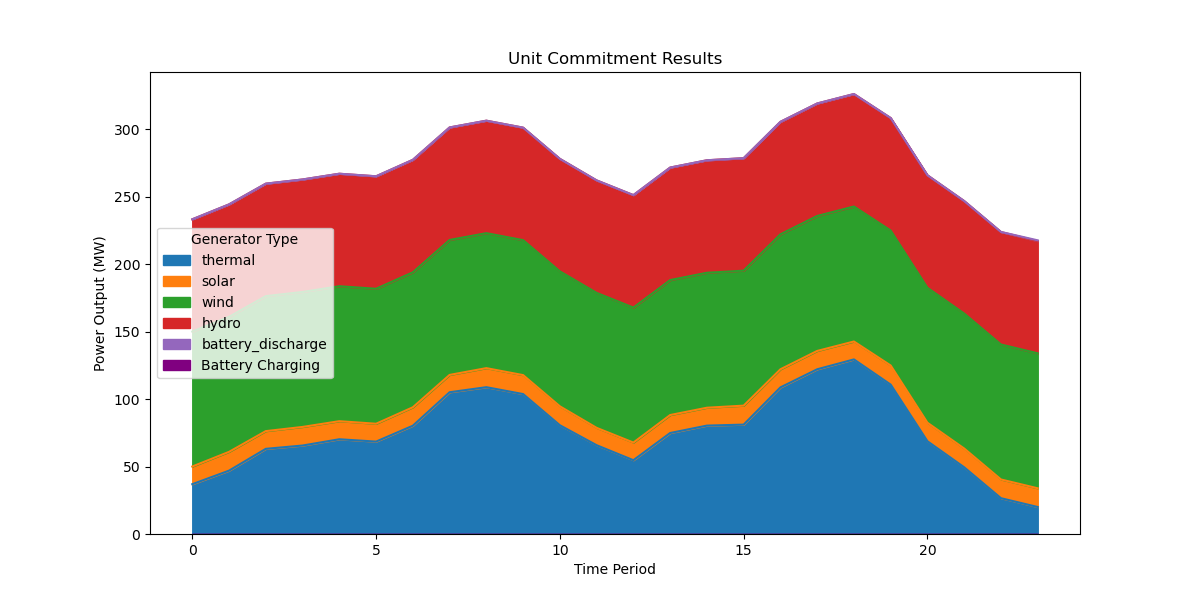 Unit Commitment Results
Power Output (MW)
300
250
200
150
100
50
0
Generator Type
thermal
solar
wind
hydro
battery_discharge
Battery Charging
0 5 10 15 20
Time Period